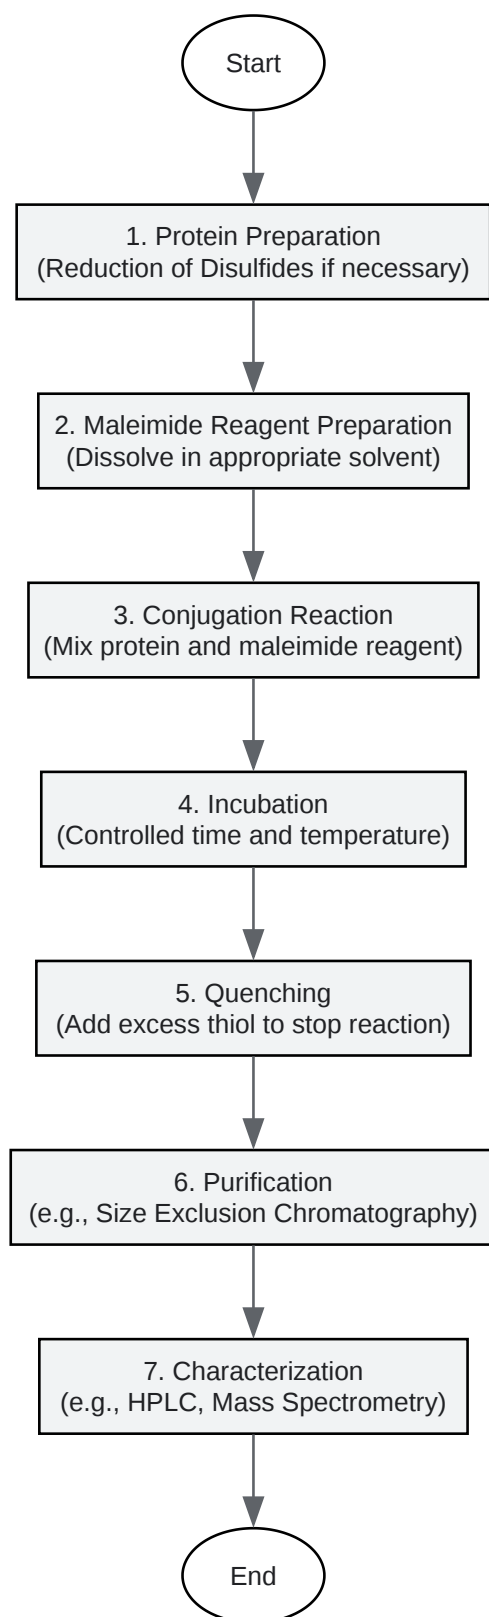 Start
1. Protein Preparation
(Reduction of Disulfides if necessary)
2. Maleimide Reagent Preparation
(Dissolve in appropriate solvent)
3. Conjugation Reaction
(Mix protein and maleimide reagent)
4. Incubation
(Controlled time and temperature)
5. Quenching
(Add excess thiol to stop reaction)
6. Purification
(e.g., Size Exclusion Chromatography)
7. Characterization
(e.g., HPLC, Mass Spectrometry)
End